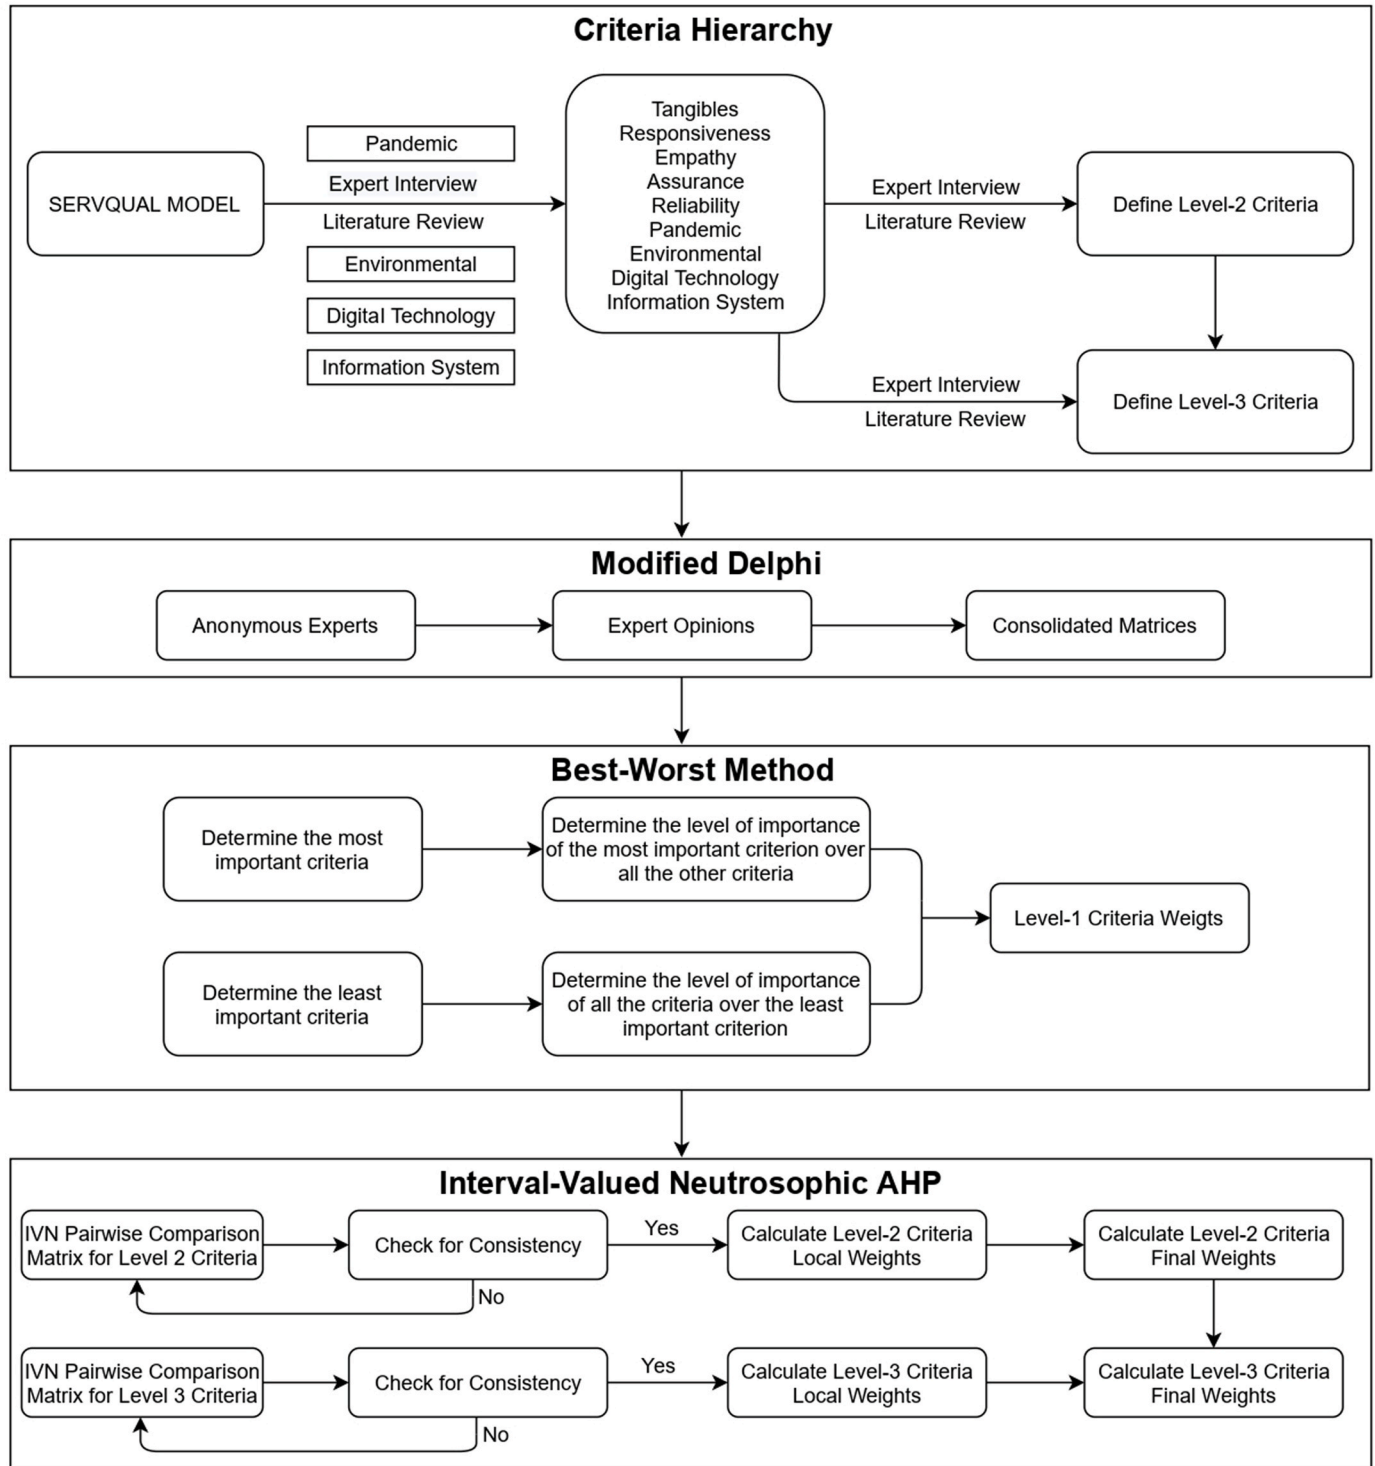 Criteria Hierarchy
SERVQUAL MODEL
Pandemic
Expert Interview
Literature Review
Environmental
Digital Technology
Information System
Tangibles
Responsiveness
Empathy
Assurance
Reliability
Pandemic
Environmental
Digital Technology
Information System
Expert Interview
Literature Review
Define Level-2 Criteria
Expert Interview
Literature Review
Define Level-3 Criteria
Modified Delphi
Anonymous Experts
Expert Opinions
Consolidated Matrices
Best-Worst Method
Determine the most
important criteria
Determine the level of importance
of the most important criterion over
all the other criteria
Determine the least
important criteria
Determine the level of importance
of all the criteria over the least
important criterion
Level-1 Criteria Weigts
Interval-Valued Neutrosophic AHP
IVN Pairwise Comparison
Matrix for Level 2 Criteria
Check for Consistency
Yes
No
Calculate Level-2 Criteria
Local Weights
Calculate Level-2 Criteria
Final Weights
IVN Pairwise Comparison
Matrix for Level 3 Criteria
Check for Consistency
Yes
No
Calculate Level-3 Criteria
Local Weights
Calculate Level-3 Criteria
Final Weights